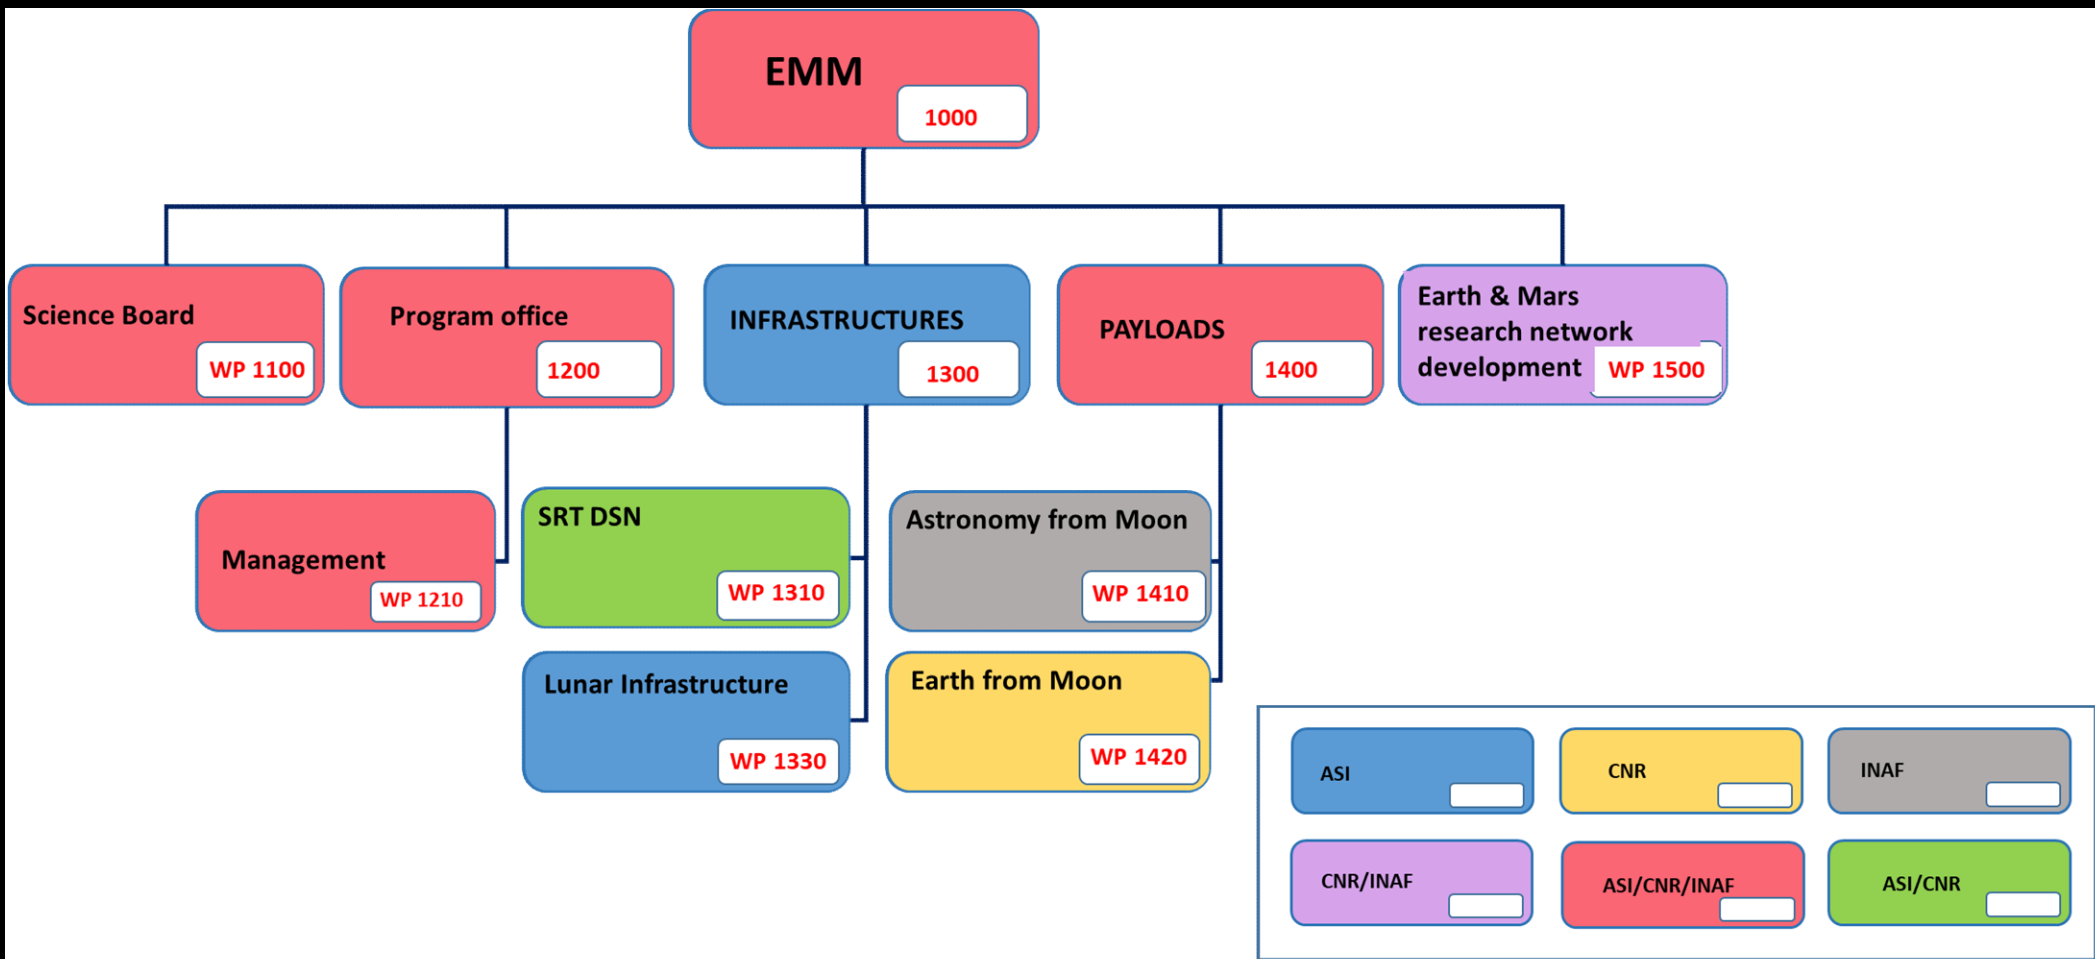 EMM
1000
Science Board
WP 1100
Program office
1200
INFRASTRUCTURES
1300
PAYLOADS
1400
Earth & Mars
research network
development
WP 1500
Management
WP 1210
SRT DSN
WP 1310
Astronomy from Moon
WP 1410
Lunar Infrastructure
WP 1330
Earth from Moon
WP 1420
ASI
CNR
INAF
CNR/INAF
ASI/CNR/INAF
ASI/CNR